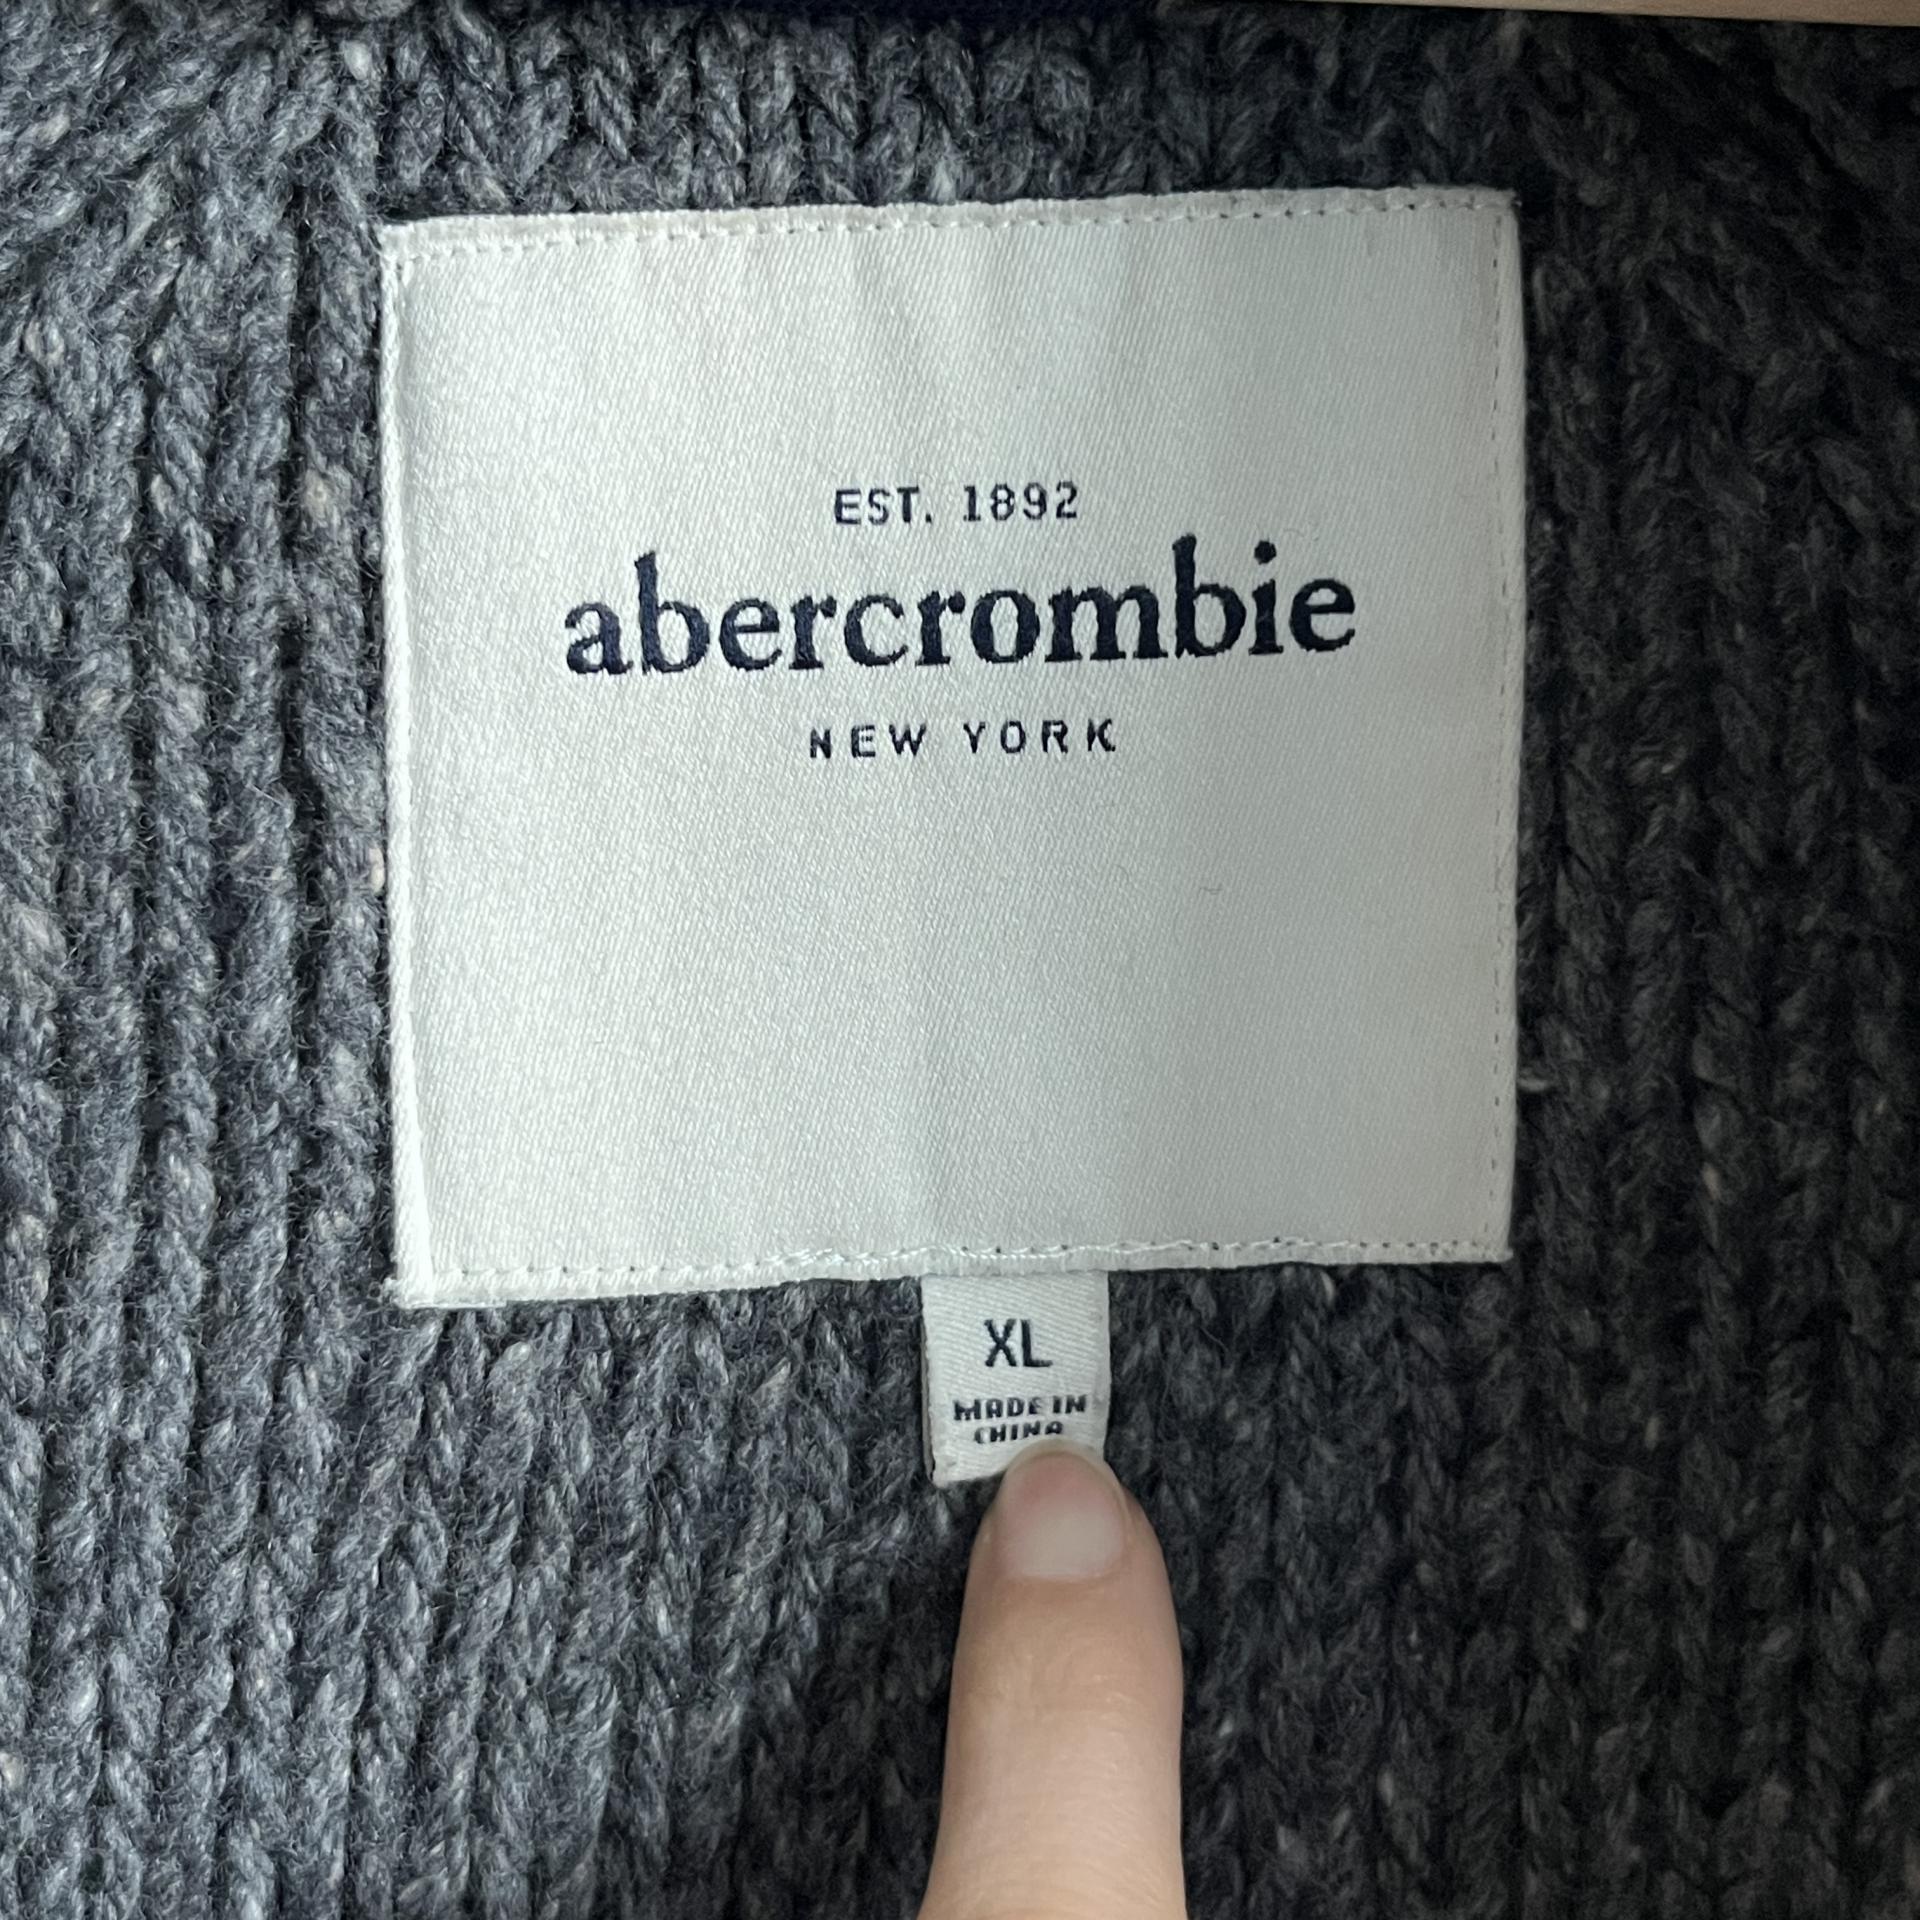 EST. 1892
abercrombie
NEW YORK
XL
MADE IN
CHINA